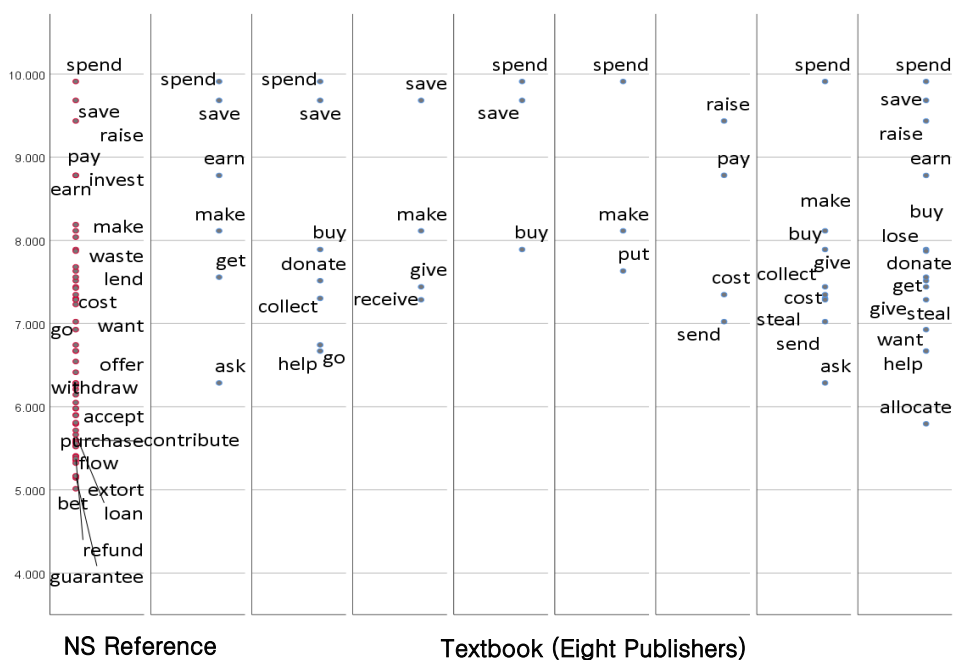 10.000
9.000
8.000
7.000
6.000
5.000
4.000
spend
save
raise
pay
invest
earn
make
waste
lend
cost
go
want
offer
withdraw
accept
purchase
contribute
flow
extort
bet
loan
refund
guarantee
spend
save
earn
make
get
ask
spend
save
buy
donate
collect
help
go
save
make
give
receive
spend
save
buy
spend
make
put
raise
pay
cost
send
spend
make
buy
give
collect
cost
steal
send
ask
spend
save
raise
earn
buy
lose
donate
get
give
steal
want
help
allocate
NS Reference
Textbook (Eight Publishers)